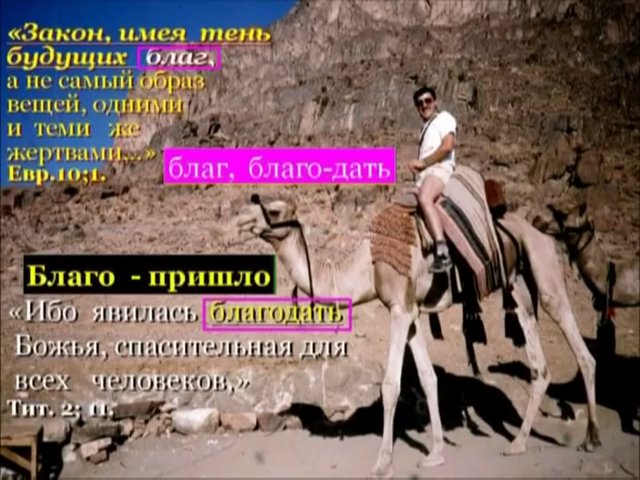 «Закон, имея тень
будущих благ,
а не самый образ
вещей, одними
и теми же
жертвами...»
Евр.10;1.
благ, благо-дать
Благо - пришло
«Ибо явилась благодать
Божья, спасительная для
всех человеков,»
Тит. 2; 11.